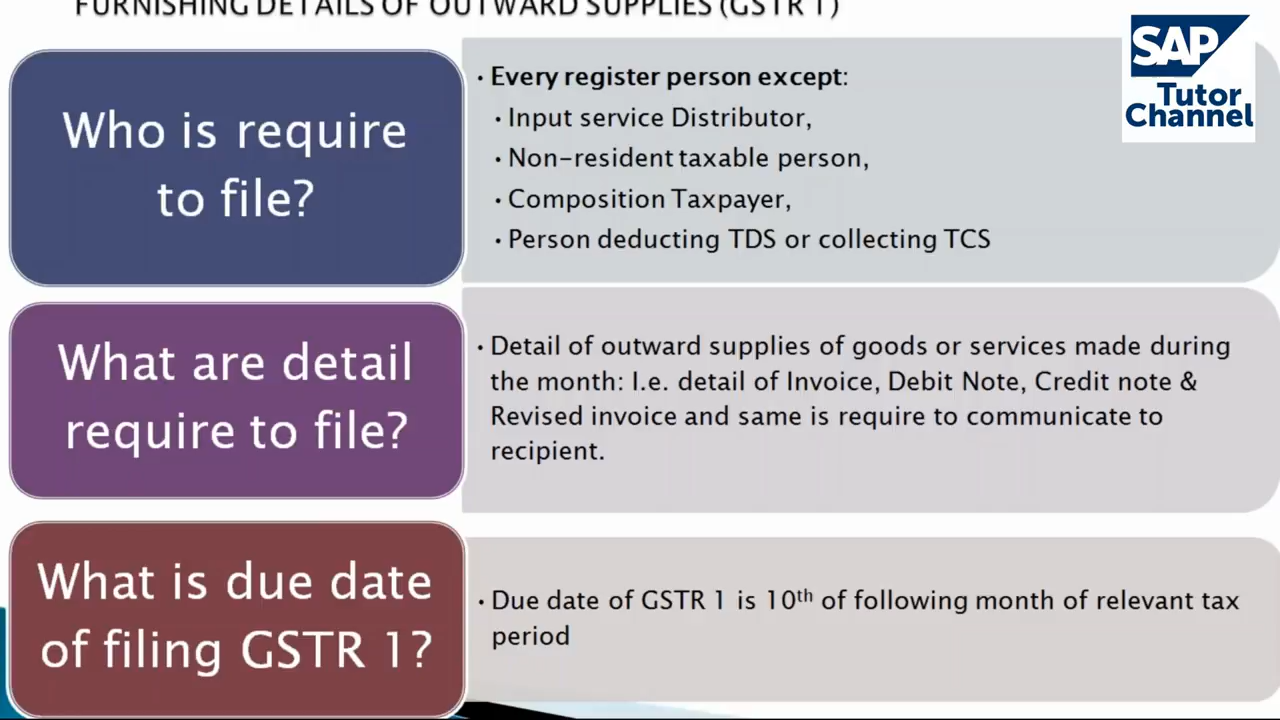 FURNISHING DETAILS OF OUTWARD SUPPLIES (GSTR 1)
SAP
Tutor
Channel
Who is require
to file?
• Every register person except:
• Input service Distributor,
• Non-resident taxable person,
• Composition Taxpayer,
• Person deducting TDS or collecting TCS
What are detail
require to file?
• Detail of outward supplies of goods or services made during
the month: I.e. detail of Invoice, Debit Note, Credit note &
Revised invoice and same is require to communicate to
recipient.
What is due date
of filing GSTR 1?
• Due date of GSTR 1 is 10th of following month of relevant tax
period